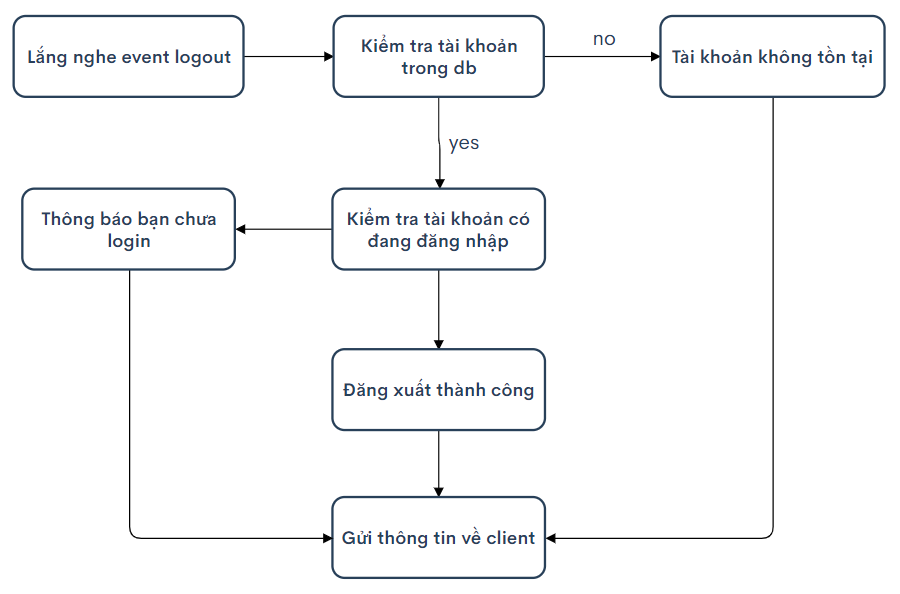 Lắng nghe event logout
Kiểm tra tài khoản
trong db
no
Tài khoản không tồn tại
yes
Thông báo bạn chưa
login
Kiểm tra tài khoản có
đang đăng nhập
Đăng xuất thành công
Gửi thông tin về client